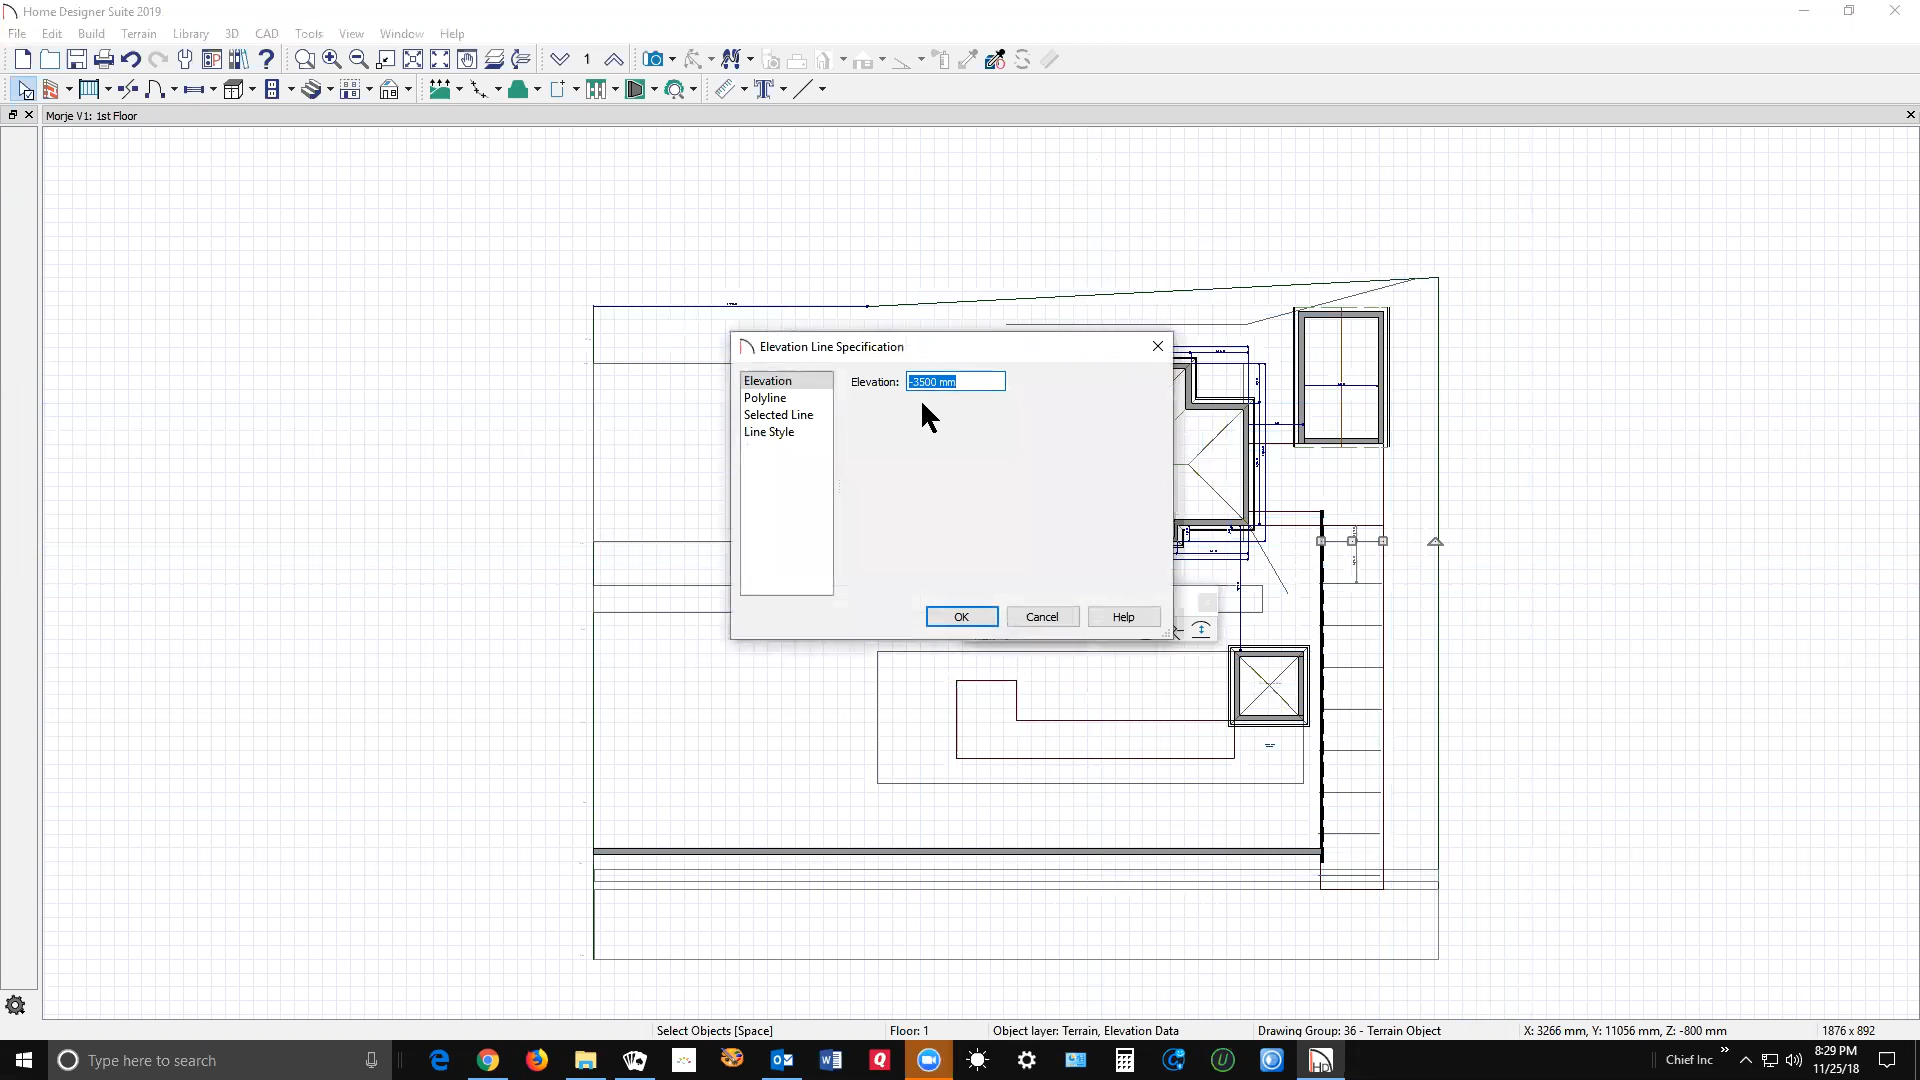 Home Designer Suite 2019
File Edit Build Terrain Library 3D CAD Tools View Window Help
1
Morje V1: 1st Floor
Elevation Line Specification
Elevation
Elevation: -3500 mm
Polyline
Selected Line
Line Style
OK Cancel Help
Select Objects [Space] Floor: 1 Object layer: Terrain, Elevation Data Drawing Group: 36 - Terrain Object X: 3266 mm, Y: 11056 mm, Z: -800 mm 1876 x 892
Type here to search
Chief Inc
8:29 PM
11/25/18